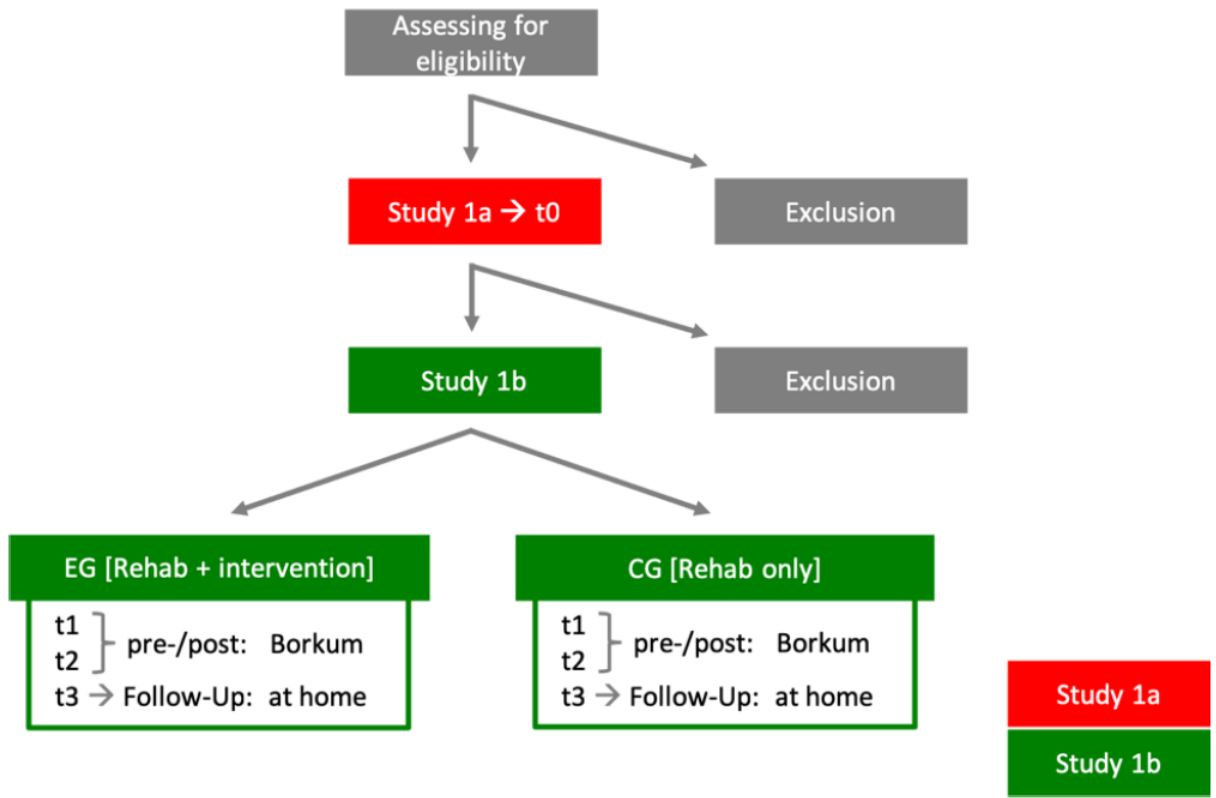 Assessing for
eligibility
Study 1a → t0
Exclusion
Study 1b
Exclusion
EG [Rehab + intervention]
t1
t2
pre-/post: Borkum
t3 → Follow-Up: at home
CG [Rehab only]
t1
t2
pre-/post: Borkum
t3 → Follow-Up: at home
Study 1a
Study 1b